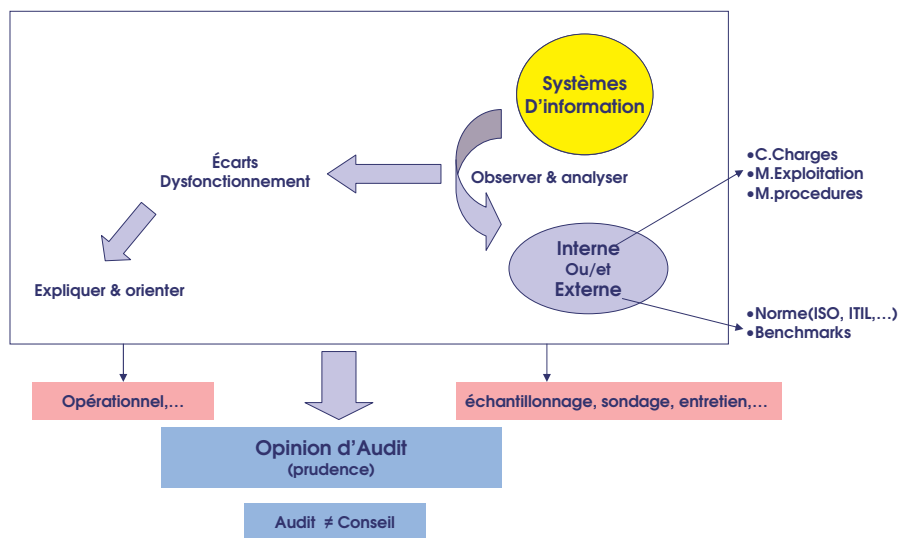 Systèmes
D'information
Écarts
Dysfonctionnement
Observer & analyser
•C.Charges
•M.Exploitation
•M.procedures
Interne
Ou/et
Externe
Expliquer & orienter
•Norme(ISO, ITIL,...)
•Benchmarks
Opérationnel,...
échantillonnage, sondage, entretien,...
Opinion d'Audit
(prudence)
Audit ≠ Conseil